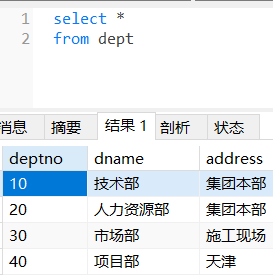 1 select *
2 from dept
消息 摘要 结果 1 剖析 状态
deptno dname address
10 技术部 集团本部
20 人力资源部 集团本部
30 市场部 施工现场
40 项目部 天津